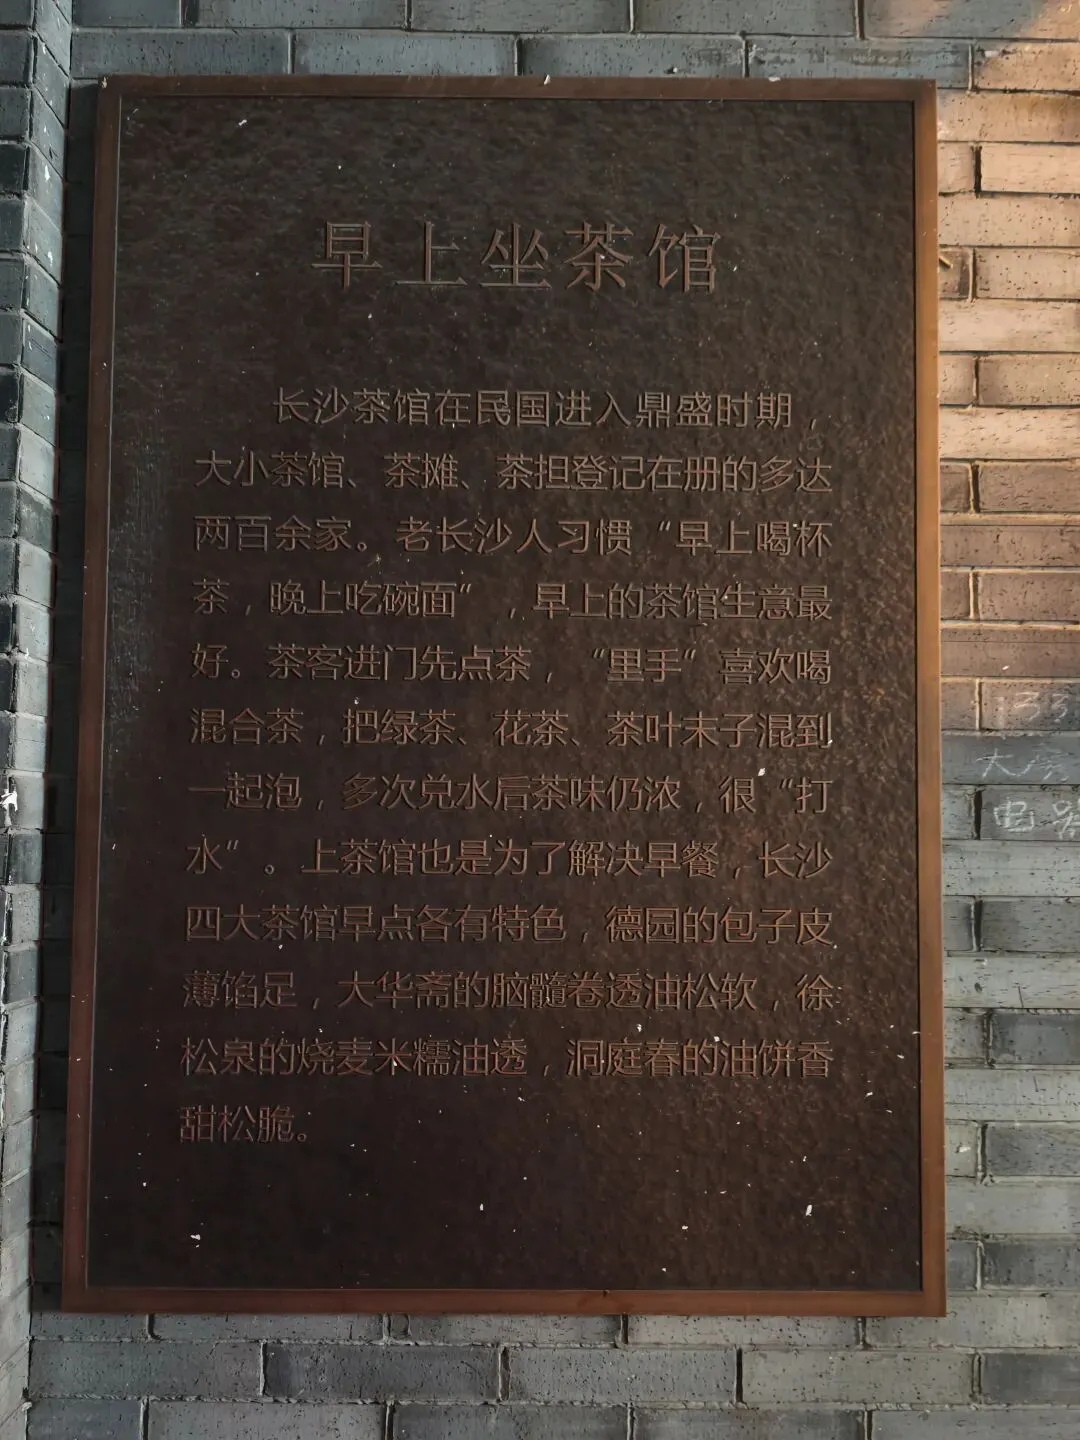 早上坐茶馆
长沙茶馆在民国进入鼎盛时期，
大小茶馆、茶摊、茶担登记在册的多达
两百余家。老长沙人习惯“早上喝杯
茶，晚上吃碗面”，早上的茶馆生意最
好。茶客进门先点茶，“里手”喜欢喝
混合茶，把绿茶、花茶、茶叶末子混到
一起泡，多次兑水后茶味仍浓，很“打
水”。上茶馆也是为了解决早餐，长沙
四大茶馆早点各有特色，德园的包子皮
薄馅足，大华斋的脑髓卷透油松软，徐
松泉的烧麦米糯油透，洞庭春的油饼香
甜松脆。
133
电